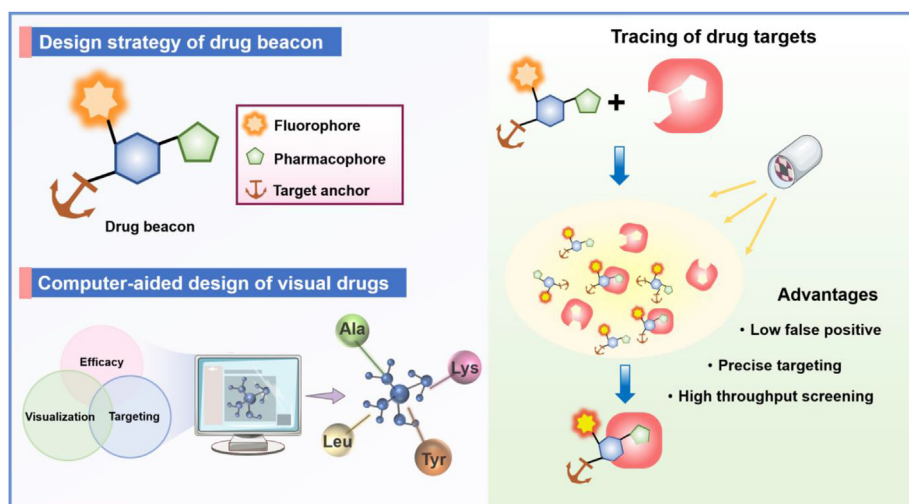 Design strategy of drug beacon
Fluorophore
Pharmacophore
Target anchor
Drug beacon
Computer-aided design of visual drugs
Efficacy
Visualization
Targeting
Ala
Lys
Leu
Tyr
Tracing of drug targets
+
Advantages
• Low false positive
• Precise targeting
• High throughput screening